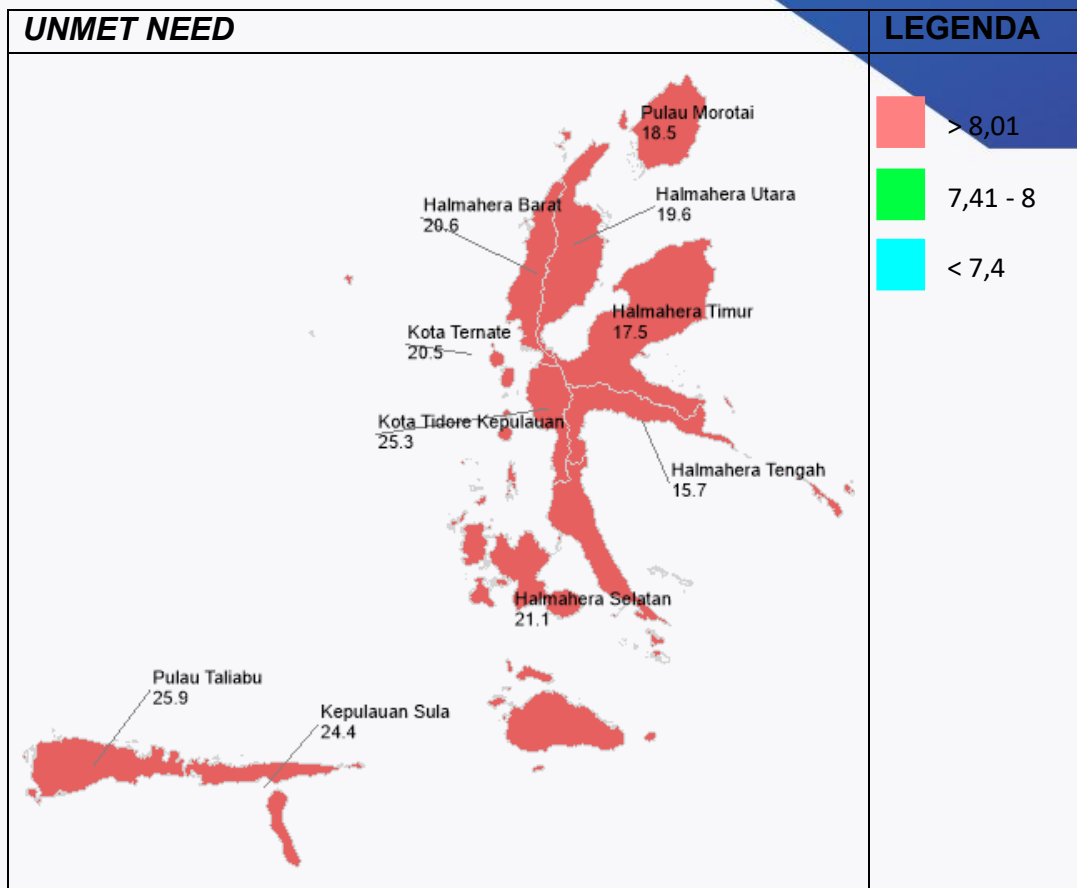 UNMET NEED
LEGENDA
> 8,01
7,41 - 8
< 7,4
Pulau Morotai
18.5
Halmahera Utara
19.6
Halmahera Barat
20.6
Halmahera Timur
17.5
Kota Ternate
20.5
Kota Tidore Kepulauan
25.3
Halmahera Tengah
15.7
Halmahera Selatan
21.1
Pulau Taliabu
25.9
Kepulauan Sula
24.4